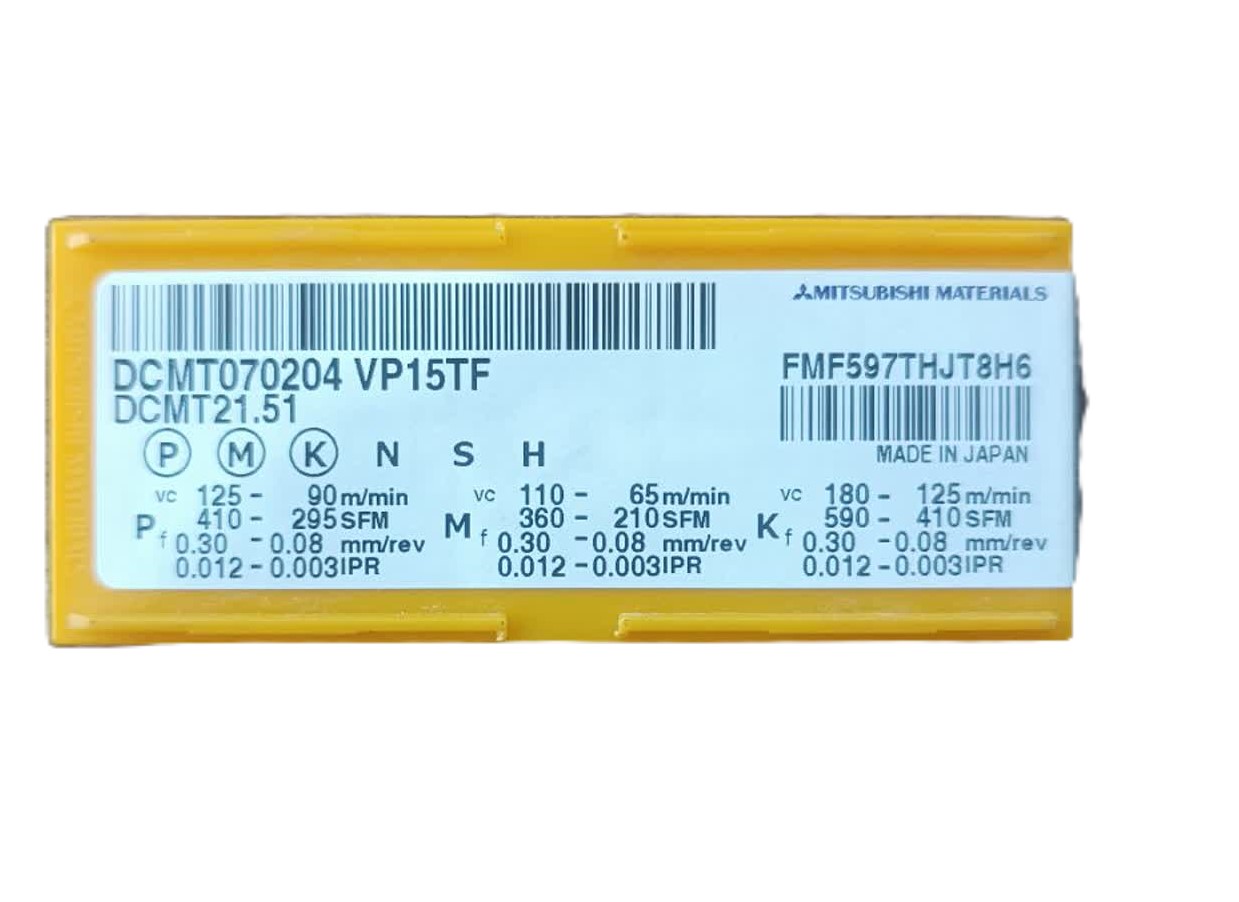 MITSUBISHI MATERIALS
DCMT070204 VP15TF
DCMT21.51
FMF597THJT8H6
MADE IN JAPAN
P M K N S H
P vc 125 - 90 m/min
410 - 295 SFM
f 0.30 - 0.08 mm/rev
0.012 - 0.003 IPR
M vc 110 - 65 m/min
360 - 210 SFM
f 0.30 - 0.08 mm/rev
0.012 - 0.003 IPR
K vc 180 - 125 m/min
590 - 410 SFM
f 0.30 - 0.08 mm/rev
0.012 - 0.003 IPR